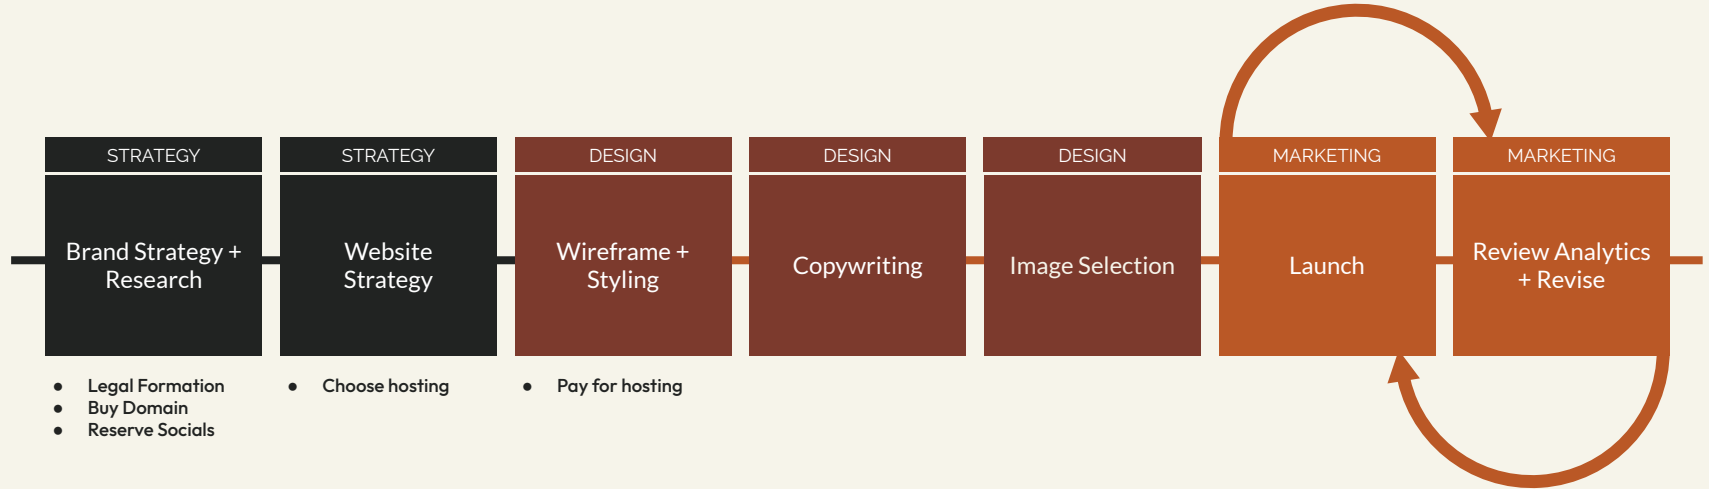 STRATEGY
Brand Strategy +
Research
● Legal Formation
● Buy Domain
● Reserve Socials
STRATEGY
Website
Strategy
● Choose hosting
DESIGN
Wireframe +
Styling
● Pay for hosting
DESIGN
Copywriting
DESIGN
Image Selection
MARKETING
Launch
MARKETING
Review Analytics
+ Revise